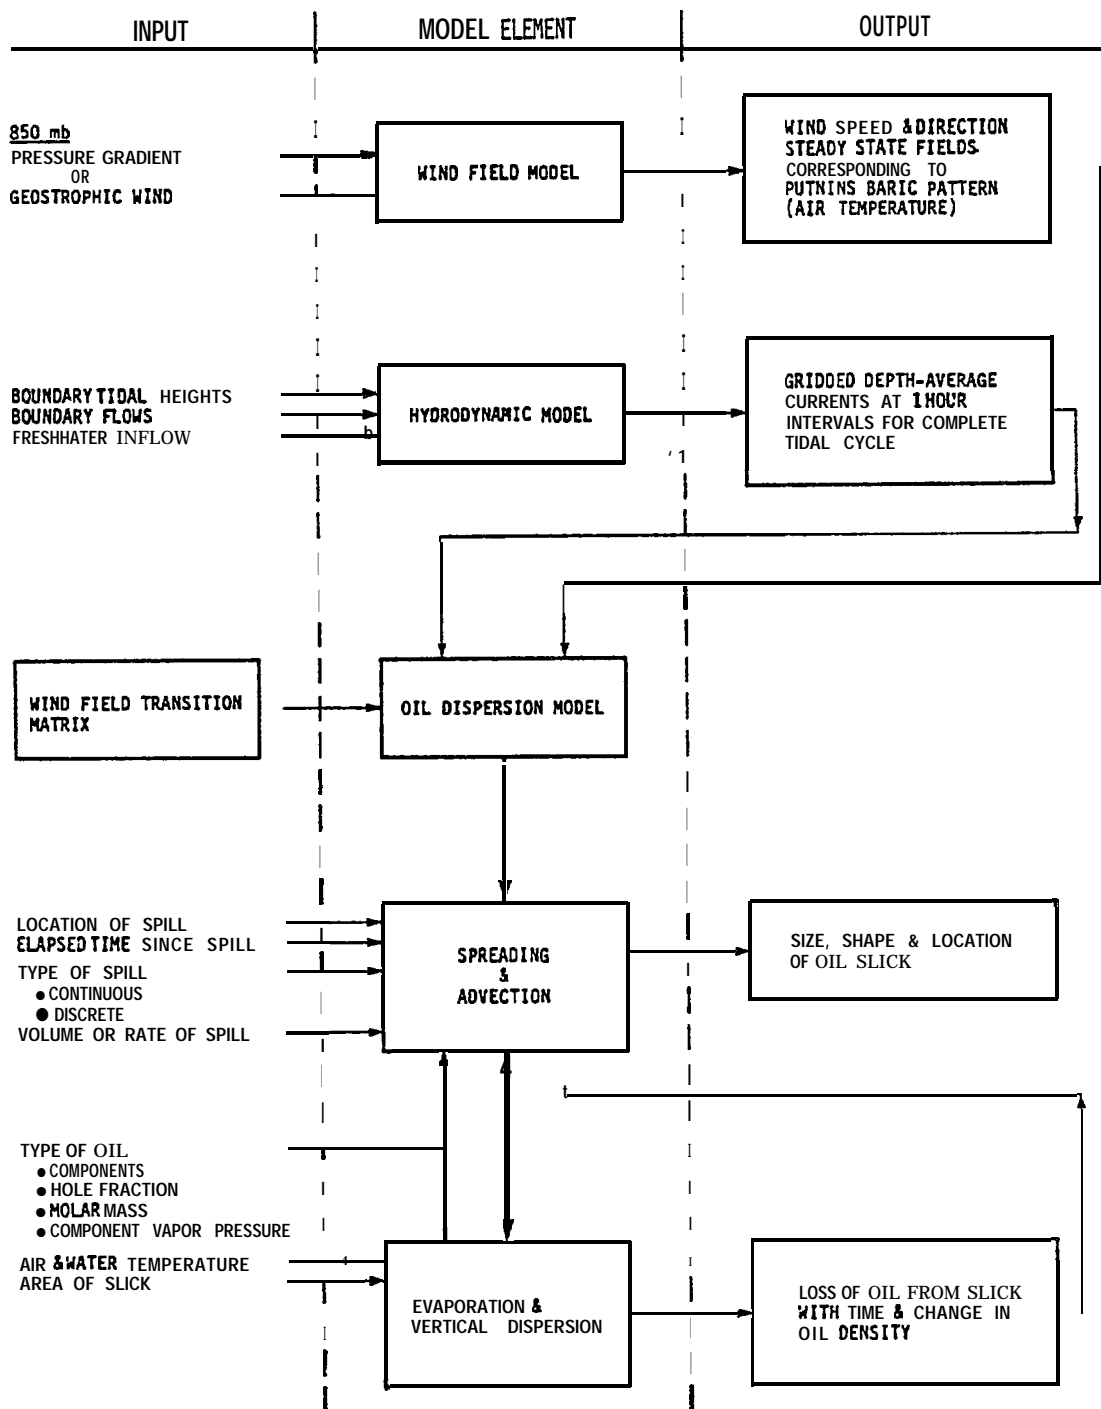 INPUT
MODEL ELEMENT
OUTPUT
850 mb
PRESSURE GRADIENT
OR
GEOSTROPHIC WIND
WIND FIELD MODEL
WIND SPEED & DIRECTION
STEADY STATE FIELDS
CORRESPONDING TO
PUTNINS BARIC PATTERN
(AIR TEMPERATURE)
BOUNDARY TIDAL HEIGHTS
BOUNDARY FLOWS
FRESHHATER INFLOW
HYDRODYNAMIC MODEL
GRIDDED DEPTH-AVERAGE
CURRENTS AT 1 HOUR
INTERVALS FOR COMPLETE
TIDAL CYCLE
WIND FIELD TRANSITION
MATRIX
OIL DISPERSION MODEL
LOCATION OF SPILL
ELAPSED TIME SINCE SPILL
TYPE OF SPILL
● CONTINUOUS
● DISCRETE
VOLUME OR RATE OF SPILL
SPREADING
&
ADVECTION
SIZE, SHAPE & LOCATION
OF OIL SLICK
TYPE OF OIL
● COMPONENTS
● HOLE FRACTION
● MOLAR MASS
● COMPONENT VAPOR PRESSURE
AIR & WATER TEMPERATURE
AREA OF SLICK
EVAPORATION &
VERTICAL DISPERSION
LOSS OF OIL FROM SLICK
WITH TIME & CHANGE IN
OIL DENSITY